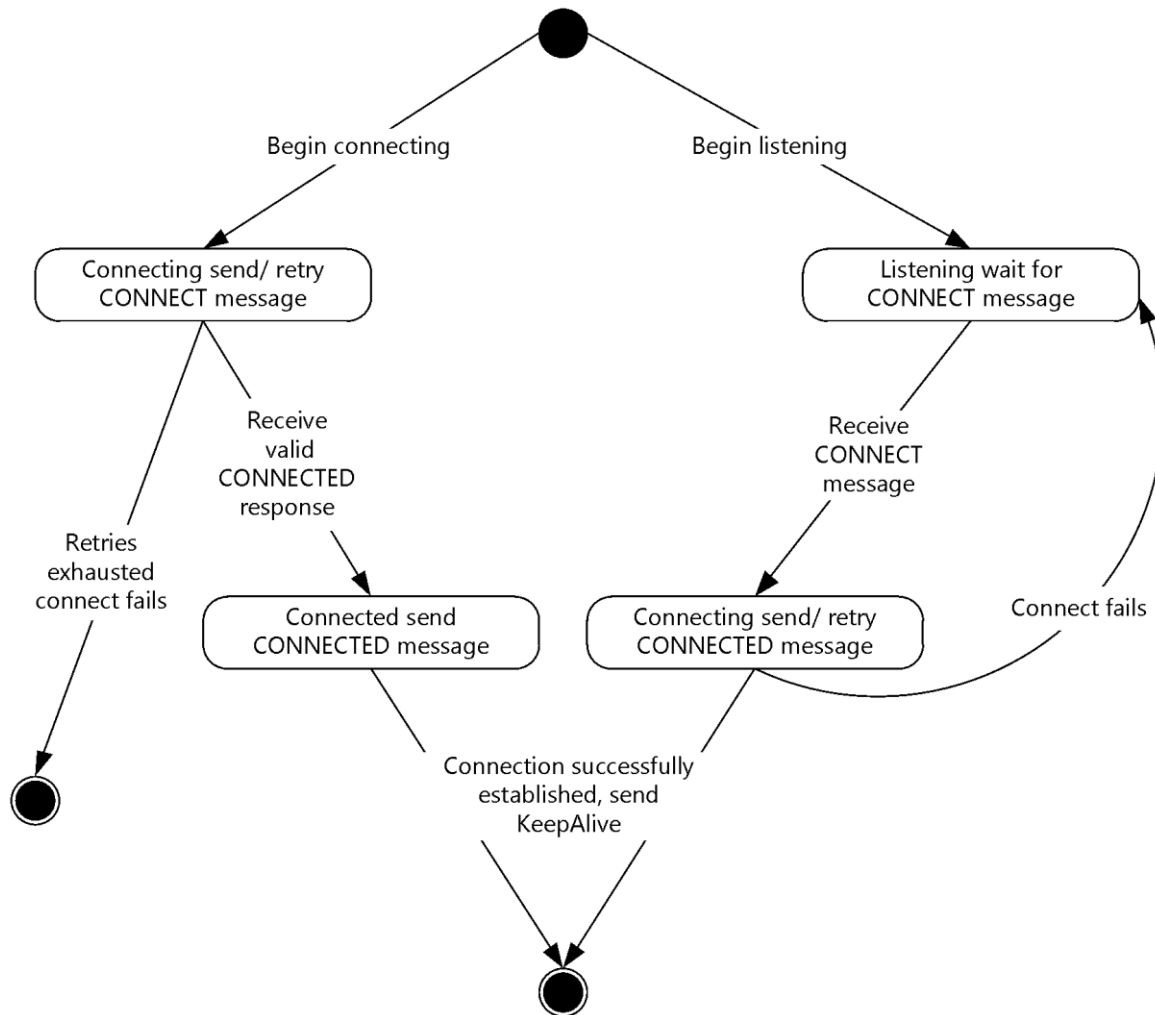 Begin connecting
Begin listening
Connecting send/ retry
CONNECT message
Listening wait for
CONNECT message
Receive
valid
CONNECTED
response
Receive
CONNECT
message
Retries
exhausted
connect fails
Connected send
CONNECTED message
Connecting send/ retry
CONNECTED message
Connect fails
Connection successfully
established, send
KeepAlive